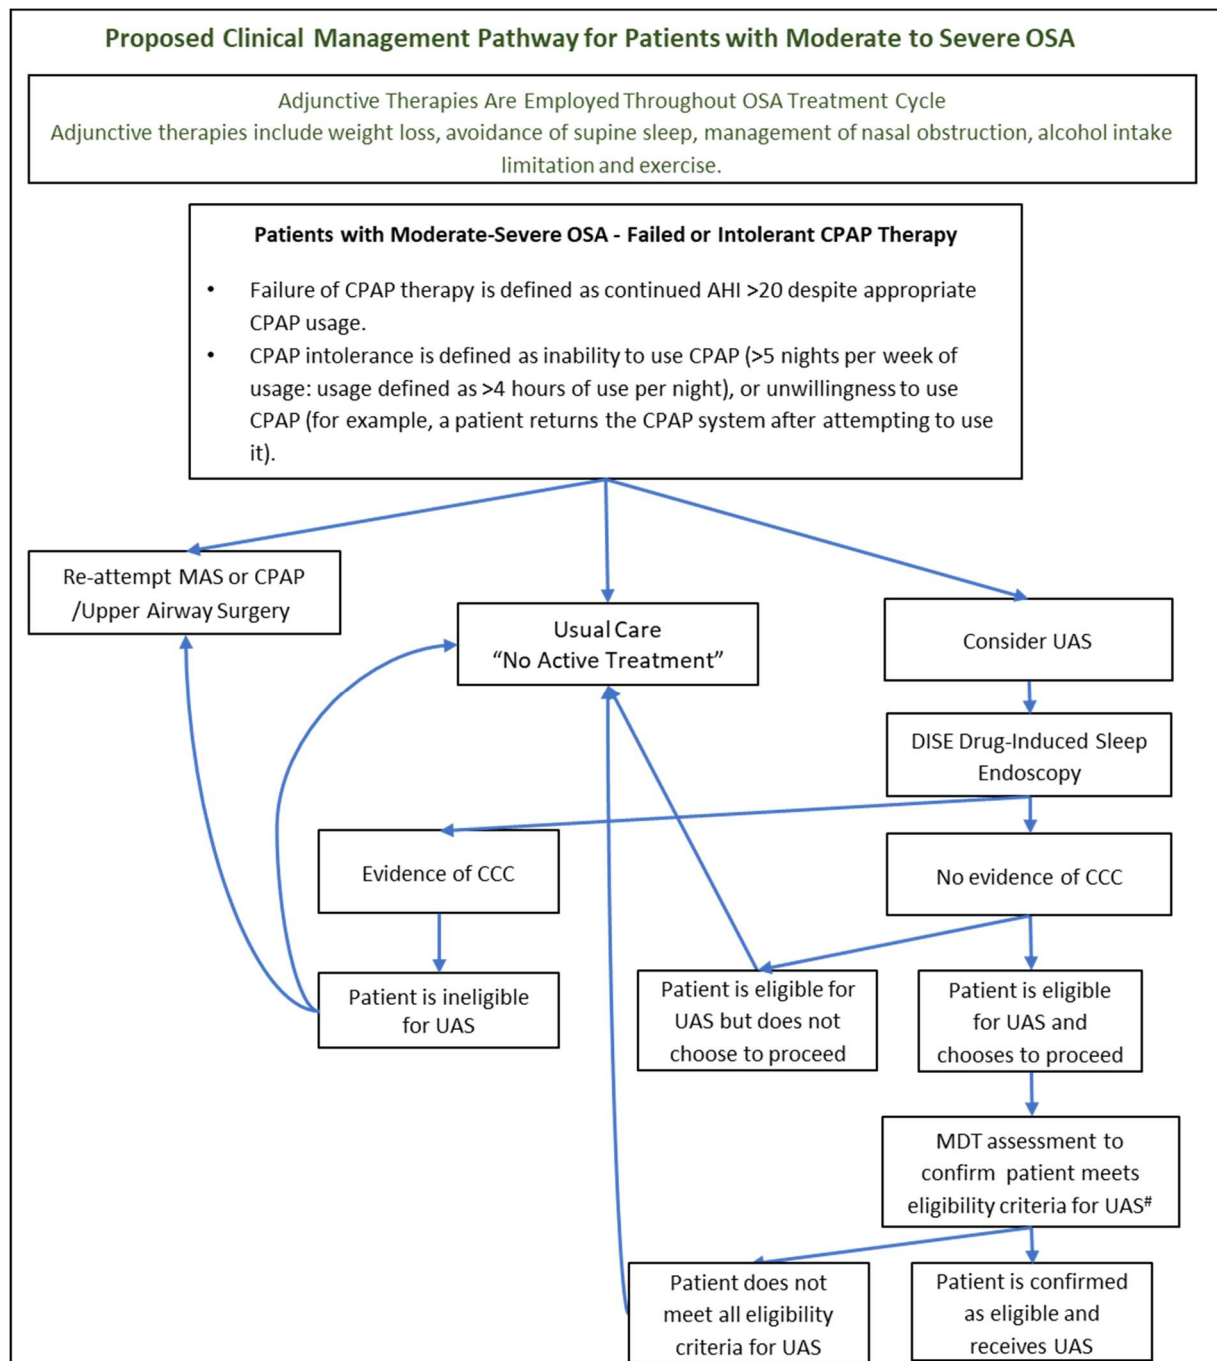 Proposed Clinical Management Pathway for Patients with Moderate to Severe OSA
Adjunctive Therapies Are Employed Throughout OSA Treatment Cycle
Adjunctive therapies include weight loss, avoidance of supine sleep, management of nasal obstruction, alcohol intake
limitation and exercise.
Patients with Moderate-Severe OSA - Failed or Intolerant CPAP Therapy
• Failure of CPAP therapy is defined as continued AHI >20 despite appropriate
CPAP usage.
• CPAP intolerance is defined as inability to use CPAP (>5 nights per week of
usage: usage defined as >4 hours of use per night), or unwillingness to use
CPAP (for example, a patient returns the CPAP system after attempting to use
it).
Re-attempt MAS or CPAP
/Upper Airway Surgery
Usual Care
“No Active Treatment”
Consider UAS
DISE Drug-Induced Sleep
Endoscopy
Evidence of CCC
No evidence of CCC
Patient is ineligible
for UAS
Patient is eligible for
UAS but does not
choose to proceed
Patient is eligible
for UAS and
chooses to proceed
MDT assessment to
confirm patient meets
eligibility criteria for UAS#
Patient does not
meet all eligibility
criteria for UAS
Patient is confirmed
as eligible and
receives UAS